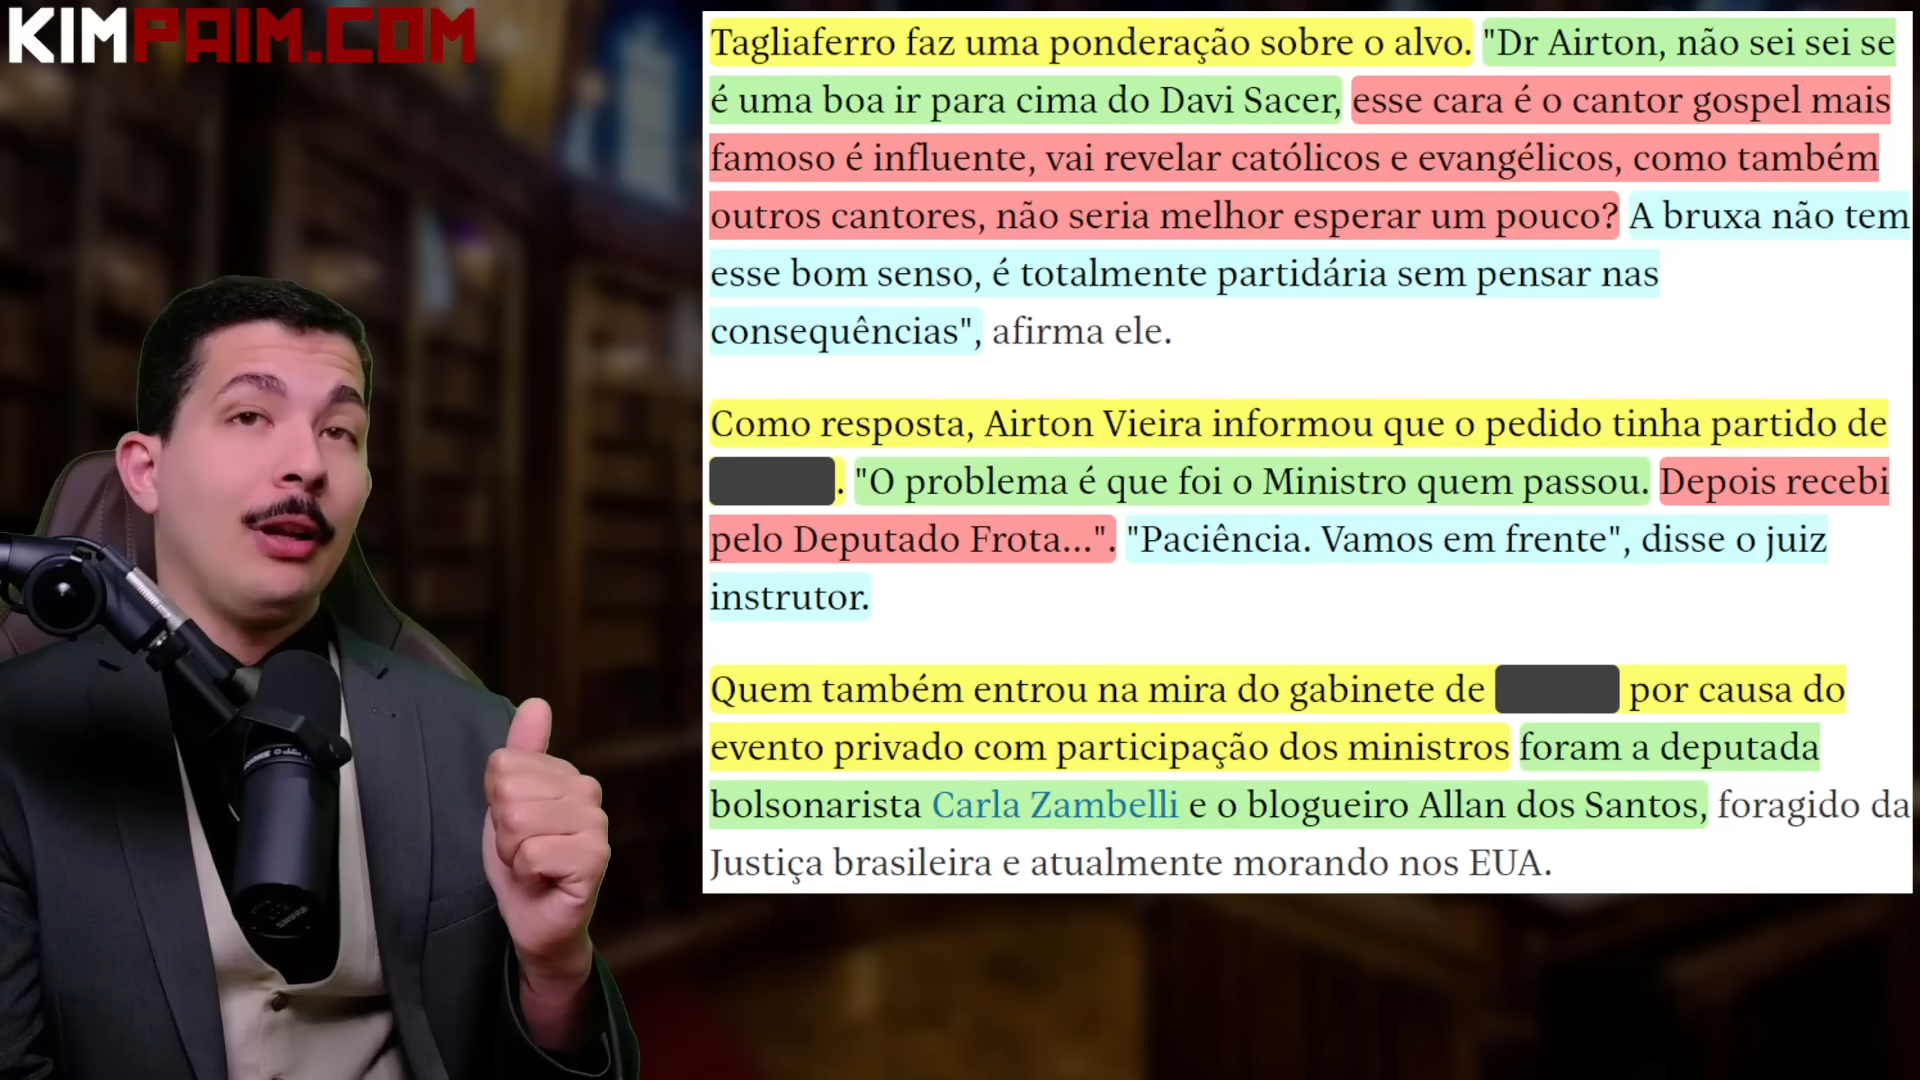 KIMPAIM.COM
Tagliaferro faz uma ponderação sobre o alvo. "Dr Airton, não sei sei se
é uma boa ir para cima do Davi Sacer, esse cara é o cantor gospel mais
famoso é influente, vai revelar católicos e evangélicos, como também
outros cantores, não seria melhor esperar um pouco? A bruxa não tem
esse bom senso, é totalmente partidária sem pensar nas
consequências", afirma ele.
Como resposta, Airton Vieira informou que o pedido tinha partido de
. "O problema é que foi o Ministro quem passou. Depois recebi
pelo Deputado Frota...". "Paciência. Vamos em frente", disse o juiz
instrutor.
Quem também entrou na mira do gabinete de por causa do
evento privado com participação dos ministros foram a deputada
bolsonarista Carla Zambelli e o blogueiro Allan dos Santos, foragido da
Justiça brasileira e atualmente morando nos EUA.